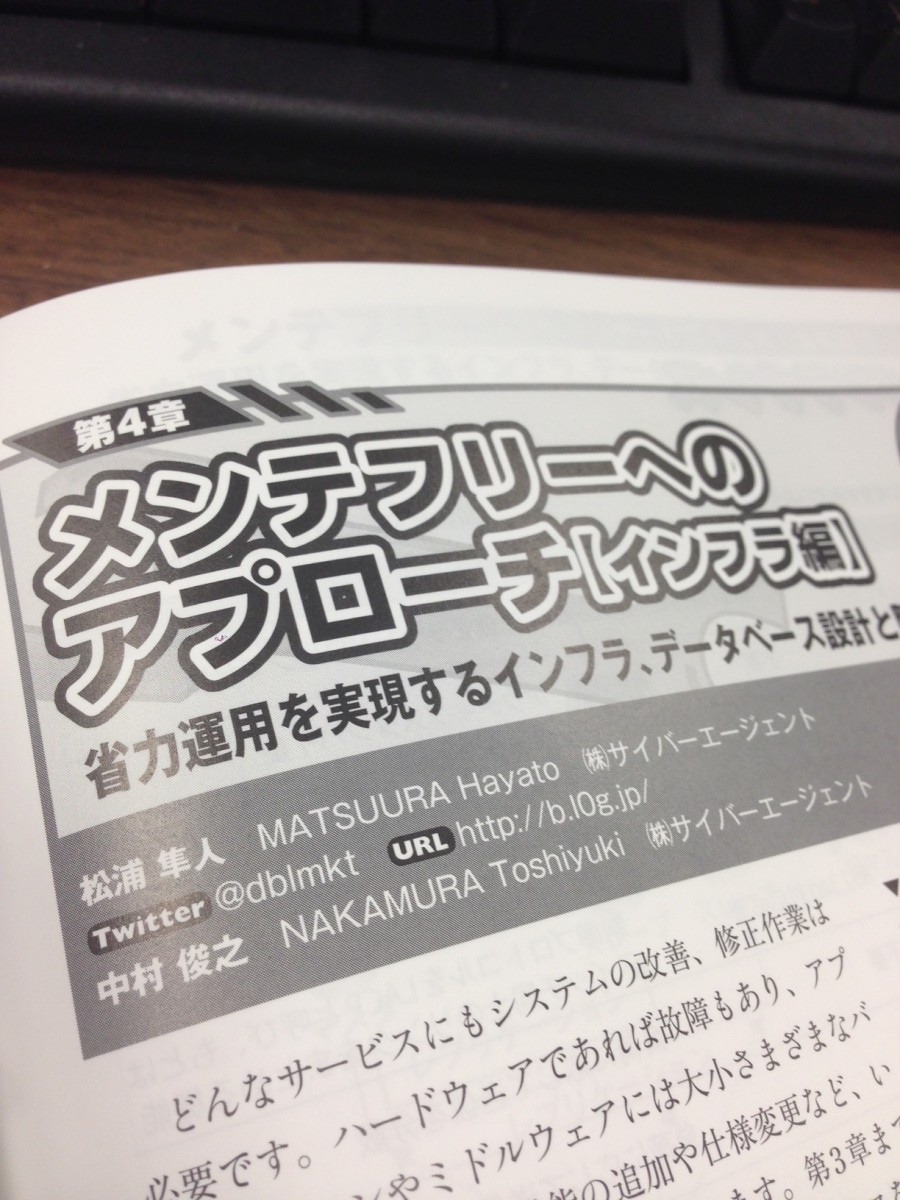 第4章
メンテフリーへの
アプローチ[インフラ編]
省力運用を実現するインフラ、データベース設計と
松浦 隼人 MATSUURA Hayato ㈱サイバーエージェント
Twitter @dblmkt URL http://b.l0g.jp/
中村 俊之 NAKAMURA Toshiyuki ㈱サイバーエージェント
どんなサービスにもシステムの改善、修正作業は
必要です。ハードウェアであれば故障もあり、アプ
ンやミドルウェアには大小さまざまなバ
能の追加や仕様変更など、い
ます。第3章ま